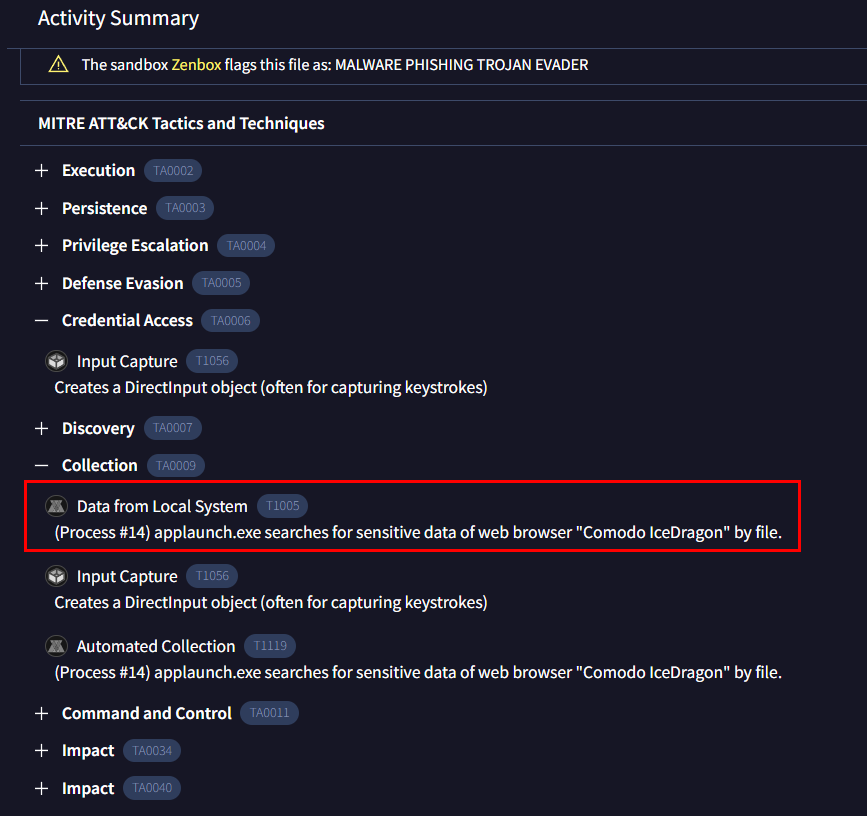 Activity Summary
The sandbox Zenbox flags this file as: MALWARE PHISHING TROJAN EVADER
MITRE ATT&CK Tactics and Techniques
Execution TA0002
Persistence TA0003
Privilege Escalation TA0004
Defense Evasion TA0005
Credential Access TA0006
Input Capture T1056
Creates a DirectInput object (often for capturing keystrokes)
Discovery TA0007
Collection TA0009
Data from Local System T1005
(Process #14) applaunch.exe searches for sensitive data of web browser "Comodo IceDragon" by file.
Input Capture T1056
Creates a DirectInput object (often for capturing keystrokes)
Automated Collection T1119
(Process #14) applaunch.exe searches for sensitive data of web browser "Comodo IceDragon" by file.
Command and Control TA0011
Impact TA0034
Impact TA0040